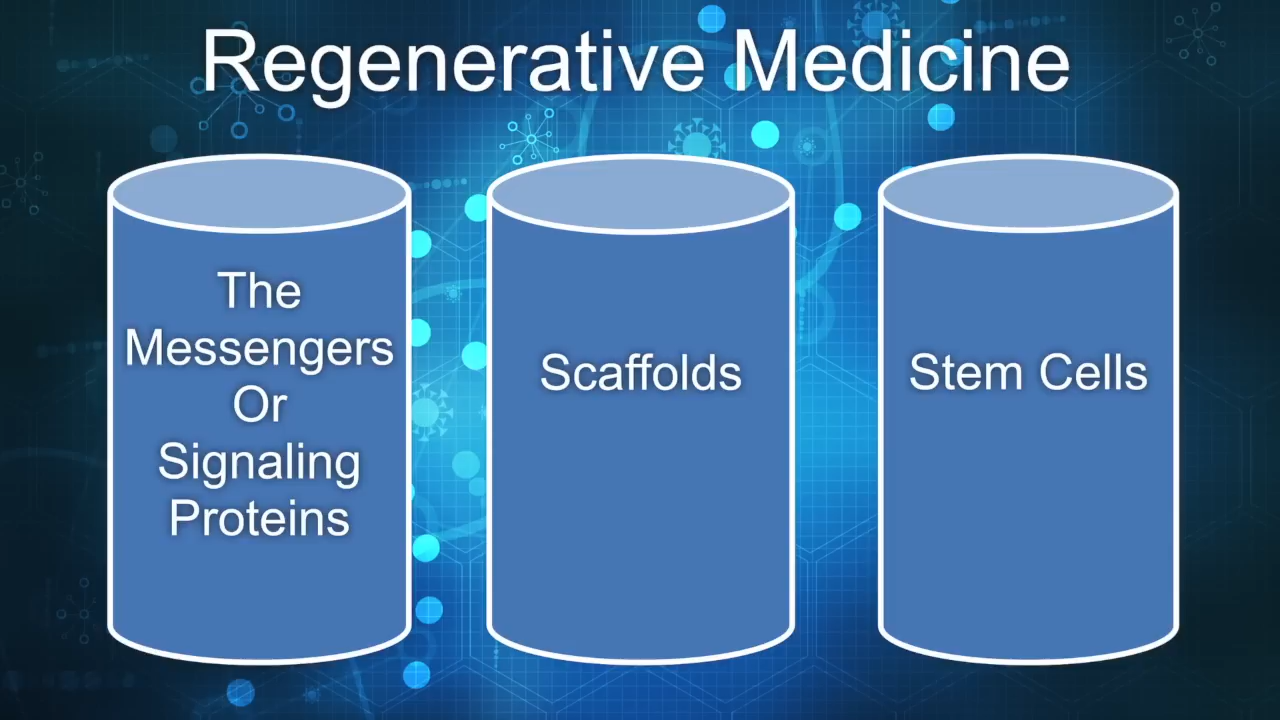 Regenerative Medicine
The
Messengers
Or
Signaling
Proteins
Scaffolds
Stem Cells